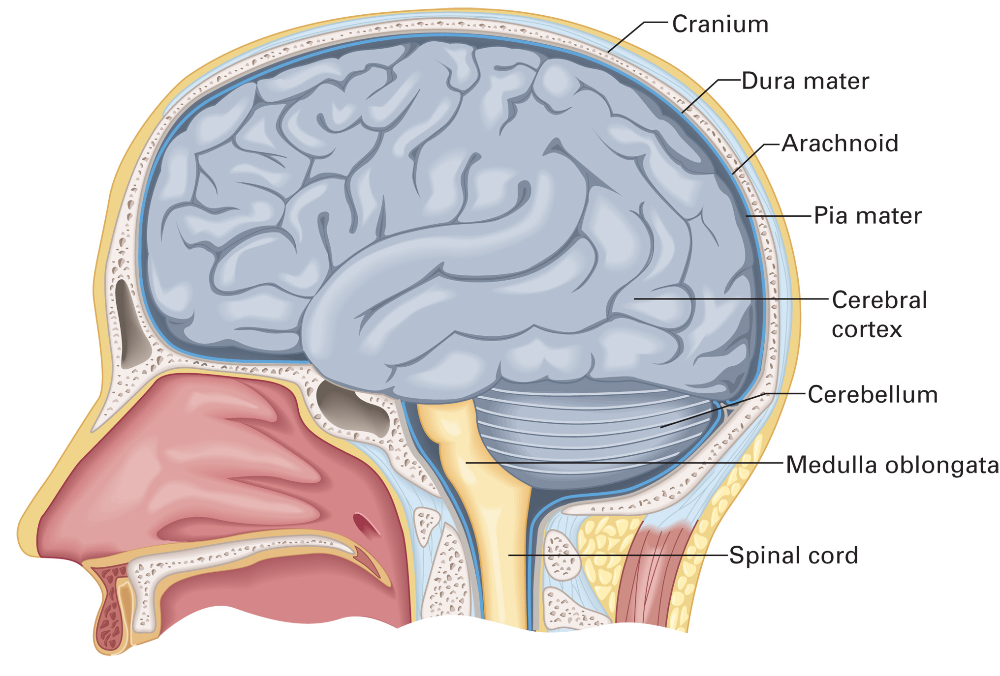 Cranium
Dura mater
Arachnoid
Pia mater
Cerebral
cortex
Cerebellum
Medulla oblongata
Spinal cord